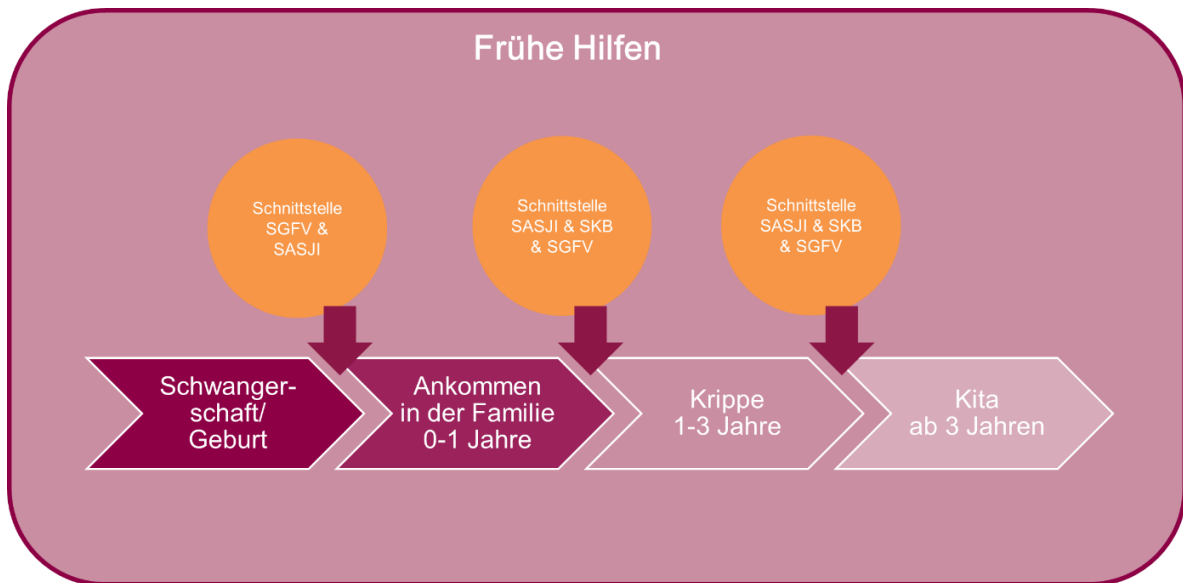 Frühe Hilfen
Schnittstelle
SGFV &
SASJI
Schnittstelle
SASJI & SKB
& SGFV
Schnittstelle
SASJI & SKB
& SGFV
Schwanger-
schaft/
Geburt
Ankommen
in der Familie
0-1 Jahre
Krippe
1-3 Jahre
Kita
ab 3 Jahren